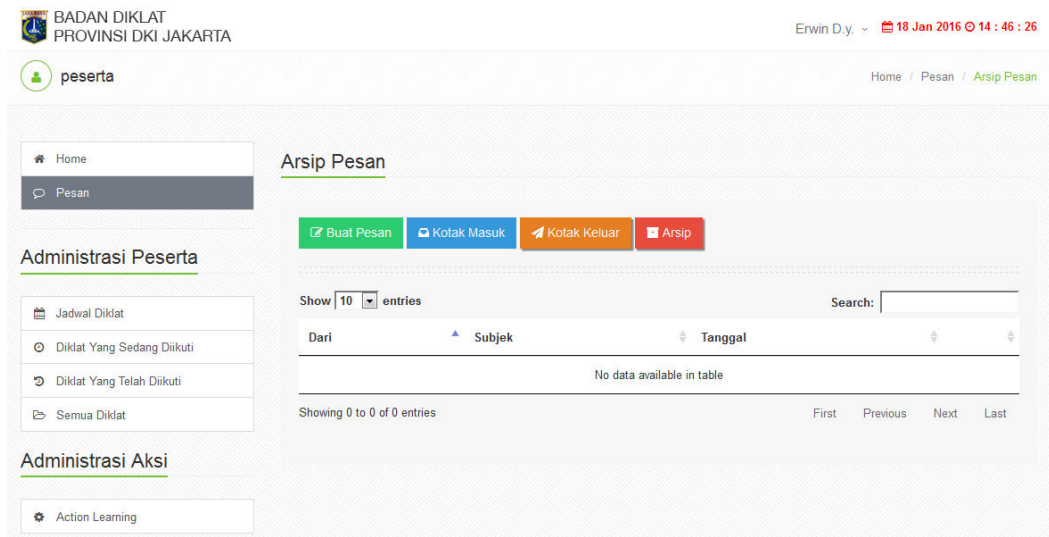 BADAN DIKLAT
PROVINSI DKI JAKARTA
Erwin D.y.
18 Jan 2016 14 : 46 : 26
peserta
Home / Pesan / Arsip Pesan
Home
Pesan
Administrasi Peserta
Jadwal Diklat
Diklat Yang Sedang Diikuti
Diklat Yang Telah Diikuti
Semua Diklat
Administrasi Aksi
Action Learning
Arsip Pesan
Buat Pesan Kotak Masuk Kotak Keluar Arsip
Show 10 entries Search:
Dari Subjek Tanggal
No data available in table
Showing 0 to 0 of 0 entries First Previous Next Last